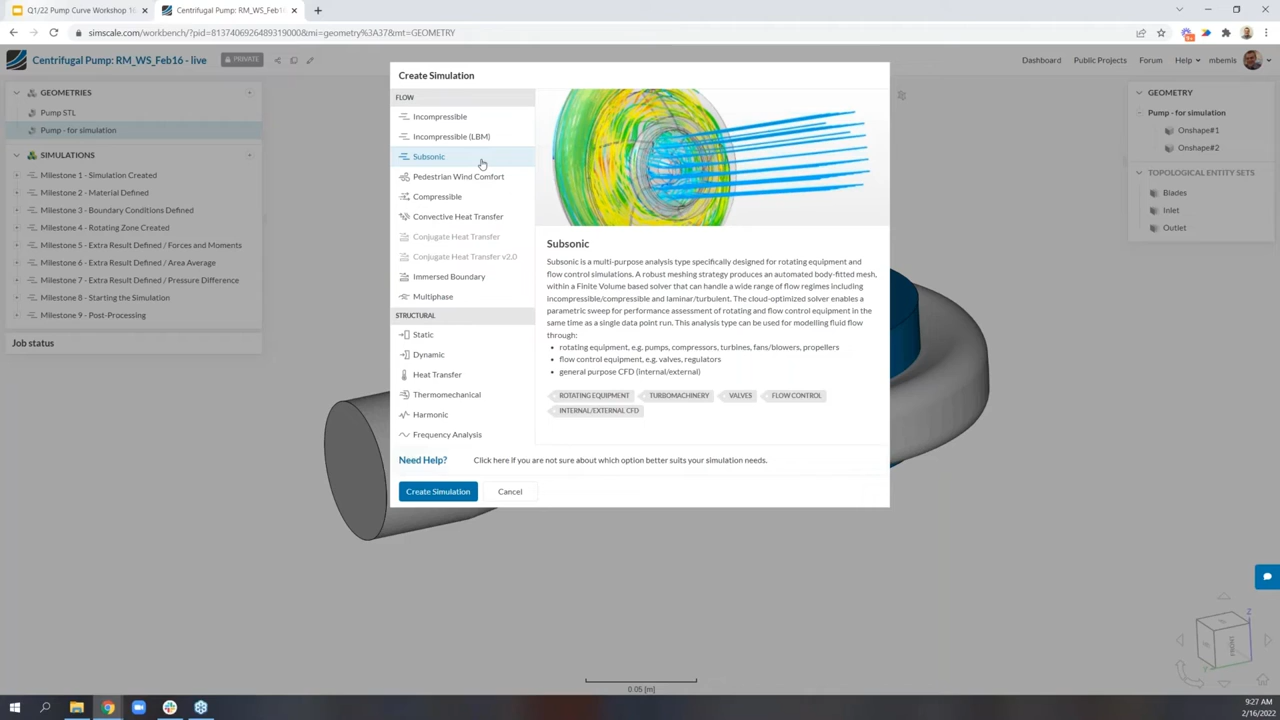 Q1/22 Pump Curve Workshop 16
Centrifugal Pump: RM_WS_Feb16
simscale.com/workbench/?pid=8137406926489319000&mi=geometry%3A37&mt=GEOMETRY
Centrifugal Pump: RM_WS_Feb16 - live
PRIVATE
Dashboard
Public Projects
Forum
Help
mbemis
GEOMETRIES
Pump STL
Pump - for simulation
SIMULATIONS
Milestone 1 - Simulation Created
Milestone 2 - Material Defined
Milestone 3 - Boundary Conditions Defined
Milestone 4 - Rotating Zone Created
Milestone 5 - Extra Result Defined / Forces and Moments
Milestone 6 - Extra Result Defined / Area Average
Milestone 7 - Extra Result Defined / Pressure Difference
Milestone 8 - Starting the Simulation
Milestone 9 - Post-Processing
Job status
Create Simulation
FLOW
Incompressible
Incompressible (LBM)
Subsonic
Pedestrian Wind Comfort
Compressible
Convective Heat Transfer
Conjugate Heat Transfer
Conjugate Heat Transfer v2.0
Immersed Boundary
Multiphase
STRUCTURAL
Static
Dynamic
Heat Transfer
Thermomechanical
Harmonic
Frequency Analysis
Subsonic
Subsonic is a multi-purpose analysis type specifically designed for rotating equipment and
flow control simulations. A robust meshing strategy produces an automated body-fitted mesh,
within a Finite Volume based solver that can handle a wide range of flow regimes including
incompressible/compressible and laminar/turbulent. The cloud-optimized solver enables a
parametric sweep for performance assessment of rotating and flow control equipment in the
same time as a single data point run. This analysis type can be used for modelling fluid flow
through:
• rotating equipment, e.g. pumps, compressors, turbines, fans/blowers, propellers
• flow control equipment, e.g. valves, regulators
• general purpose CFD (internal/external)
ROTATING EQUIPMENT
TURBOMACHINERY
VALVES
FLOW CONTROL
INTERNAL/EXTERNAL CFD
Need Help?
Click here if you are not sure about which option better suits your simulation needs.
Create Simulation
Cancel
GEOMETRY
Pump - for simulation
Onshape#1
Onshape#2
TOPOLOGICAL ENTITY SETS
Blades
Inlet
Outlet
0.05 [m]
Z
FRONT
Y
9:27 AM
2/16/2022